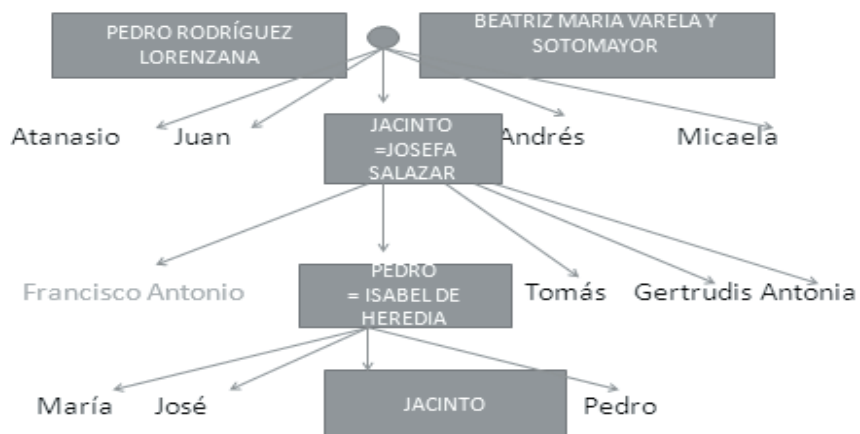 PEDRO RODRÍGUEZ
LORENZANA
BEATRIZ MARIA VARELA Y
SOTOMAYOR
Atanasio
Juan
JACINTO
=JOSEFA
SALAZAR
Andrés
Micaela
Francisco Antonio
PEDRO
= ISABEL DE
HEREDIA
Tomás
Gertrudis
Antonia
María
José
JACINTO
Pedro